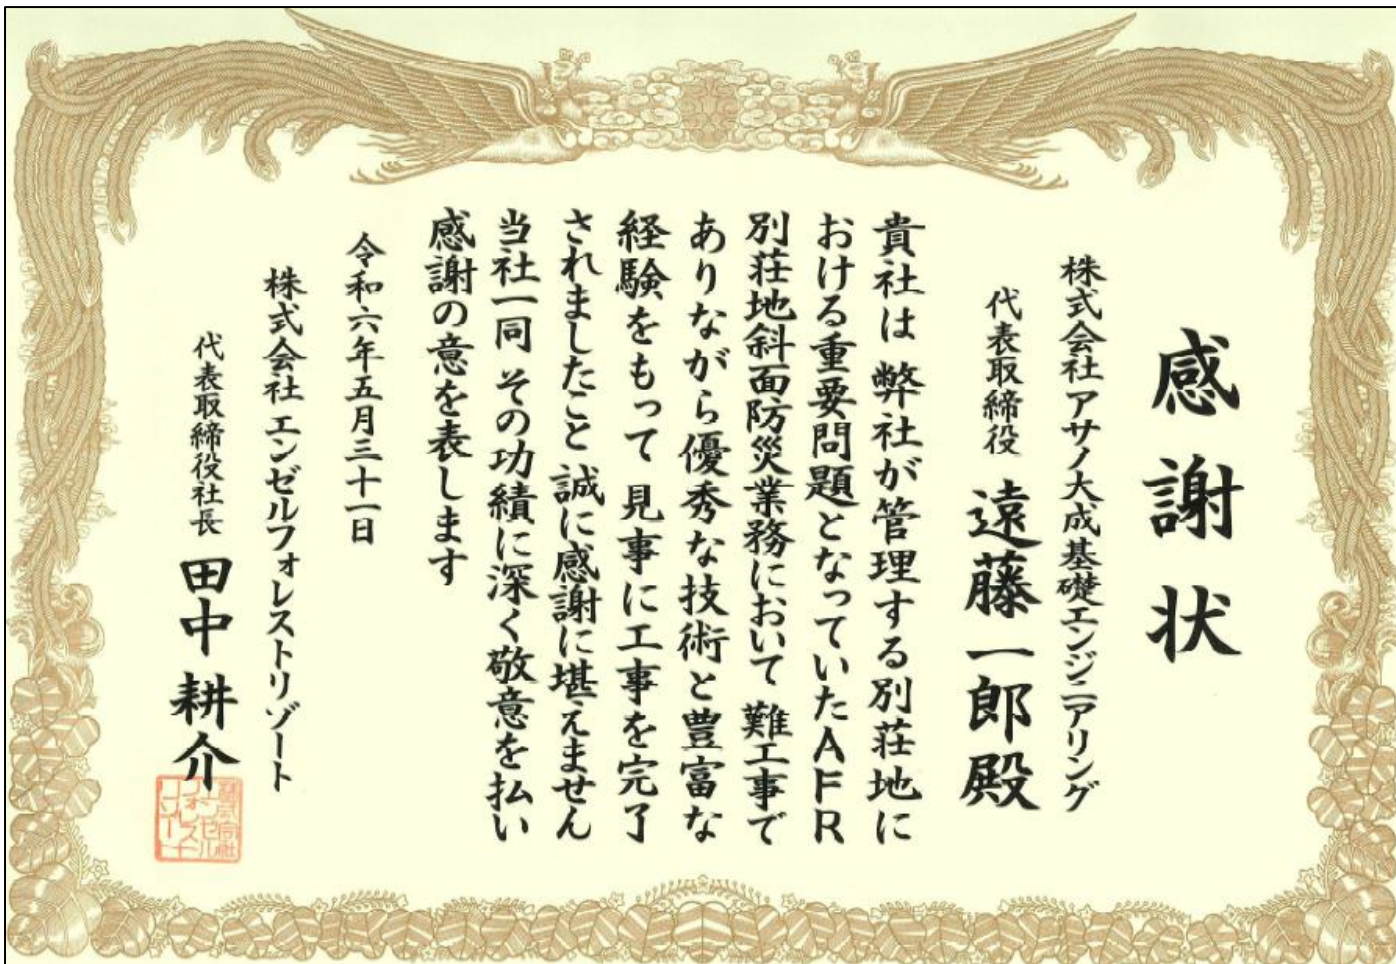 感謝状
株式会社 アサノ大成基礎エンジニアリング
代表取締役 遠藤一郎殿
貴社は 弊社が管理する別荘地に
おける重要問題となっていたAFR
別荘地斜面防災業務において 難工事で
ありながら優秀な技術と豊富な
経験をもって 見事に工事を完了
されましたこと 誠に感謝に堪えません
当社一同 その功績に深く敬意を払い
感謝の意を表します
令和六年五月三十一日
株式会社 エンゼルフォレストリゾート
代表取締役社長 田中 耕介